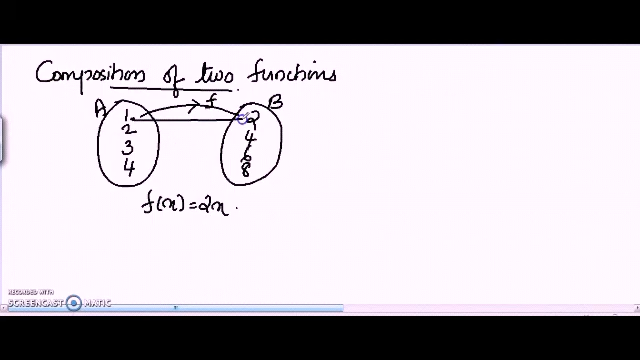 Composition of two functions
A f B
1 2
2 4
3 6
4 8
f(x)=2x.
RECORDED WITH
SCREENCAST MATIC